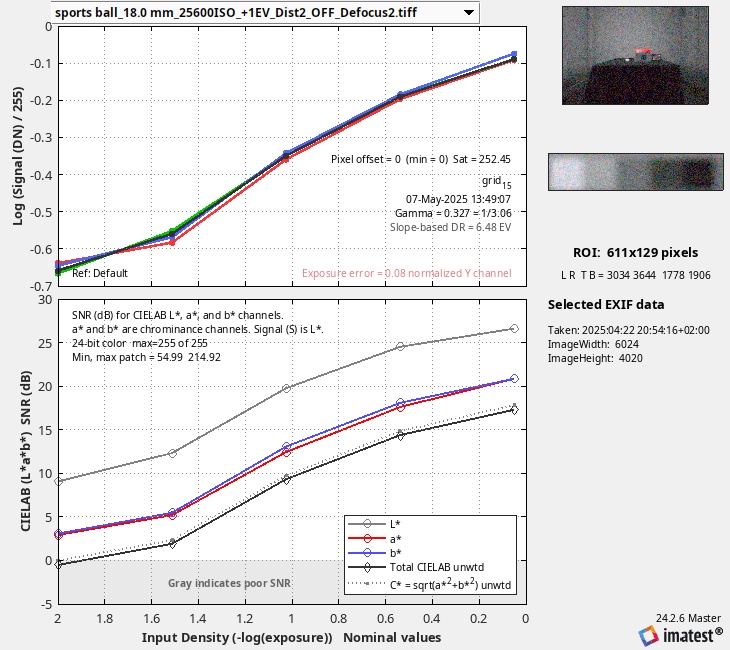 sports ball_18.0 mm_25600ISO_+1EV_Dist2_OFF_Defocus2.tiff
0
-0.1
-0.2
-0.3
-0.4
-0.5
-0.6
-0.7
Log (Signal (DN) / 255)
Pixel offset = 0 (min = 0) Sat = 252.45
grid15
07-May-2025 13:49:07
Gamma = 0.327 = 1/3.06
Slope-based DR = 6.48 EV
Ref: Default
Exposure error = 0.08 normalized Y channel
30
25
20
15
10
5
0
-5
CIELAB (L*a*b*) SNR (dB)
SNR (dB) for CIELAB L*, a*, and b* channels.
a* and b* are chrominance channels. Signal (S) is L*.
24-bit color max=255 of 255
Min, max patch = 54.99 214.92
L*
a*
b*
Total CIELAB unwtd
C* = sqrt(a*2+b*2) unwtd
Gray indicates poor SNR
2 1.8 1.6 1.4 1.2 1 0.8 0.6 0.4 0.2 0
Input Density (-log(exposure)) Nominal values
ROI: 611x129 pixels
L R T B = 3034 3644 1778 1906
Selected EXIF data
Taken: 2025:04:22 20:54:16+02:00
ImageWidth: 6024
ImageHeight: 4020
24.2.6 Master
imatest®